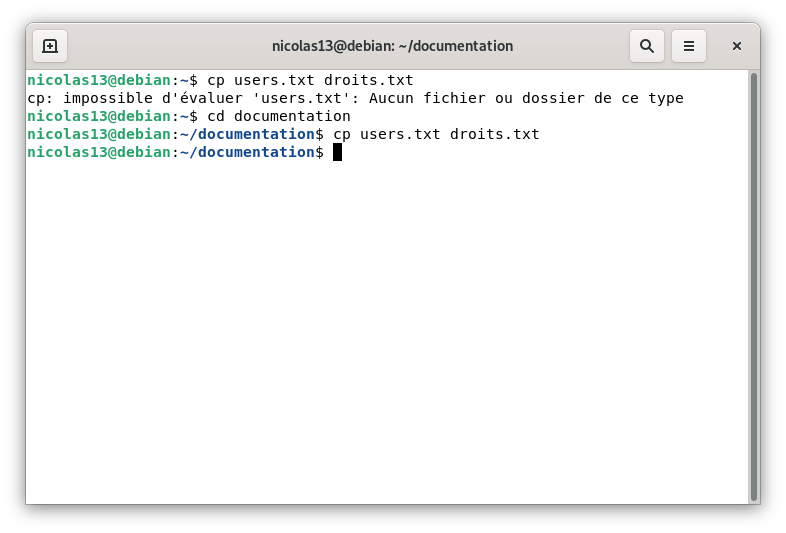 nicolas13@debian: ~/documentation
nicolas13@debian:~$ cp users.txt droits.txt
cp: impossible d'évaluer 'users.txt': Aucun fichier ou dossier de ce type
nicolas13@debian:~$ cd documentation
nicolas13@debian:~/documentation$ cp users.txt droits.txt
nicolas13@debian:~/documentation$